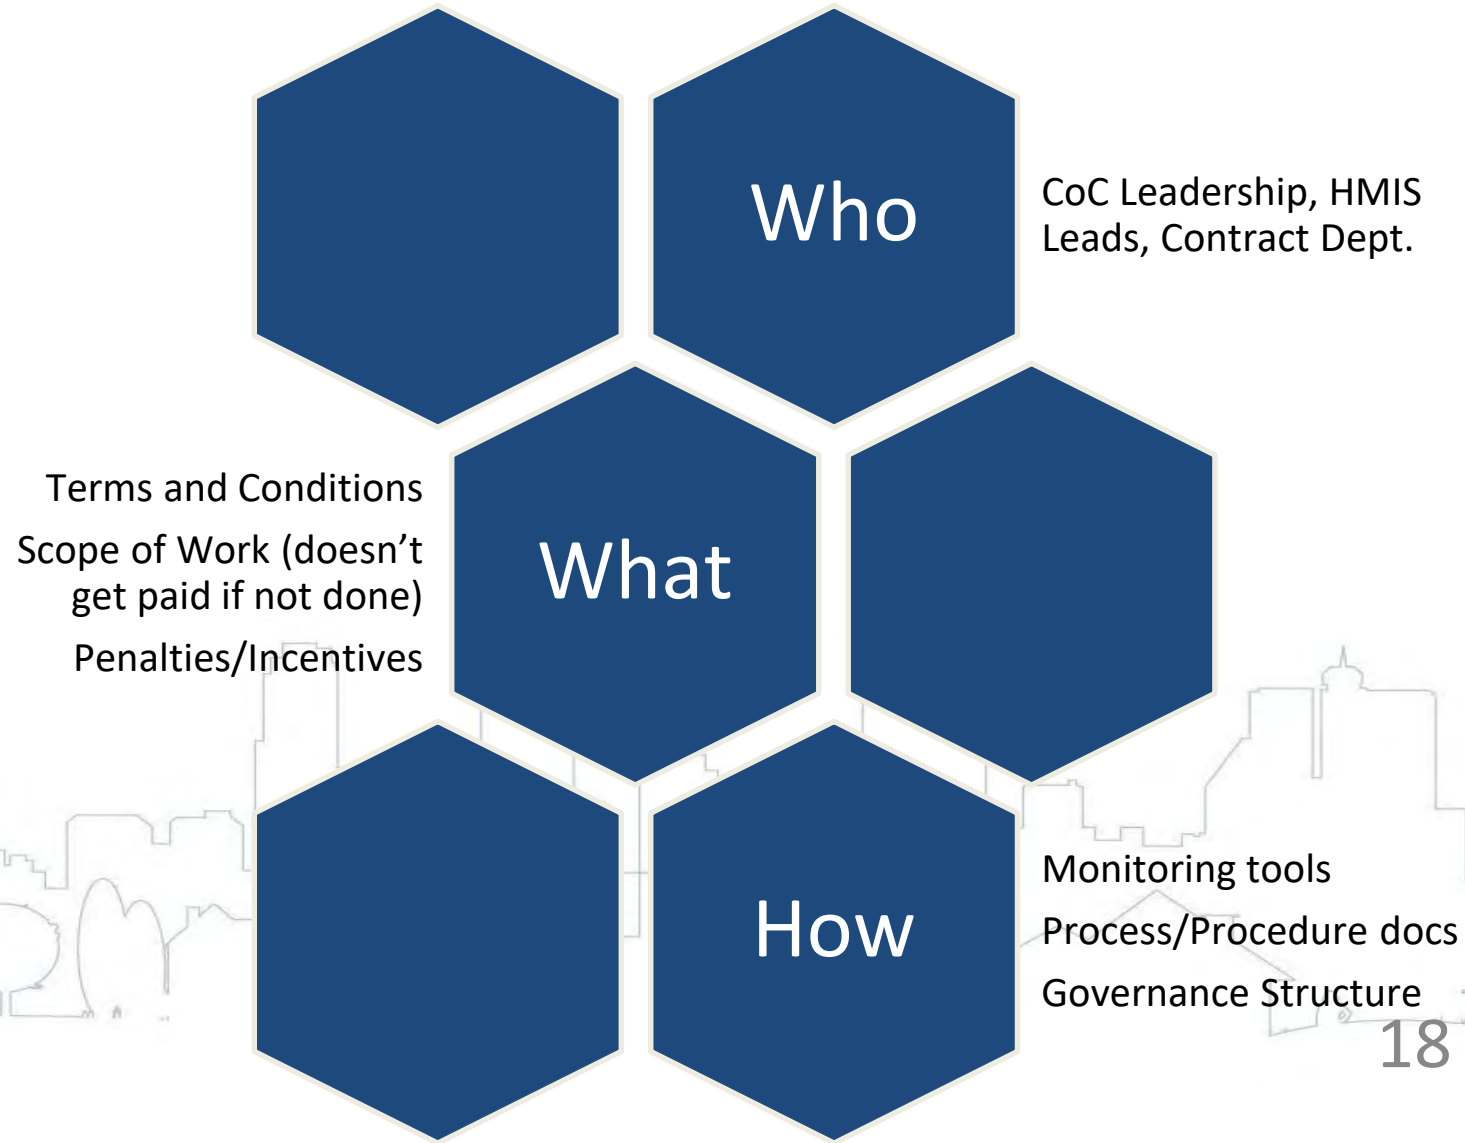 Who
CoC Leadership, HMIS
Leads, Contract Dept.
Terms and Conditions
Scope of Work (doesn’t
get paid if not done)
Penalties/Incentives
What
How
Monitoring tools
Process/Procedure docs
Governance Structure
18